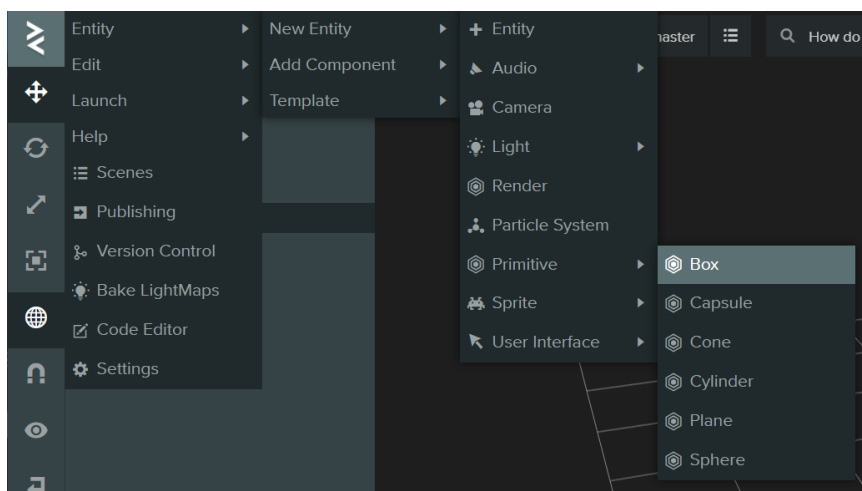 Entity
Edit
Launch
Help
Scenes
Publishing
Version Control
Bake LightMaps
Code Editor
Settings
New Entity
Add Component
Template
Entity
Audio
Camera
Light
Render
Particle System
Primitive
Sprite
User Interface
Box
Capsule
Cone
Cylinder
Plane
Sphere
naster
How do